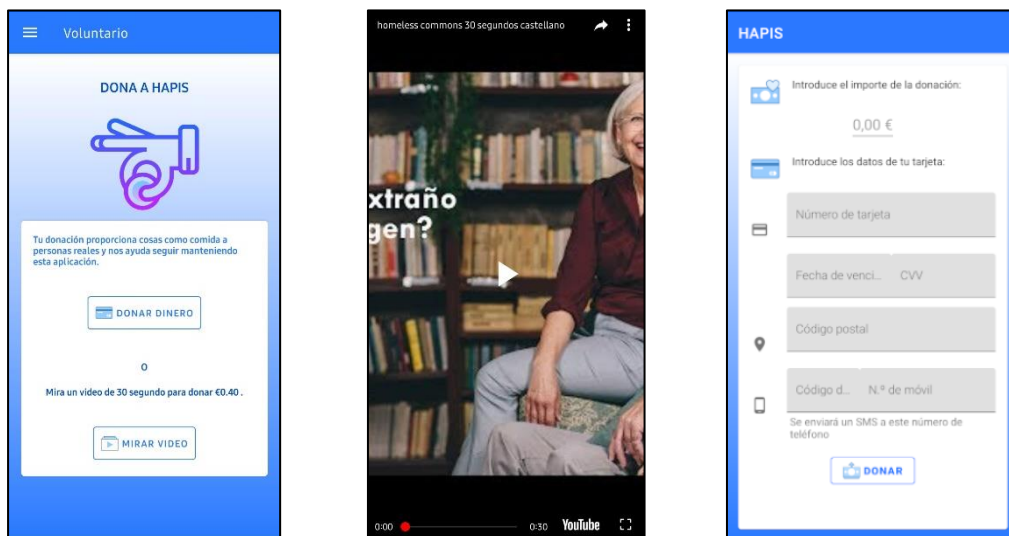 Voluntario
DONA A HAPIS
Tu donación proporciona cosas como comida a
personas reales y nos ayuda seguir manteniendo
esta aplicación.
DONAR DINERO
O
Mira un video de 30 segundo para donar €0.40 .
MIRAR VIDEO
homeless commons 30 segundos castellano
xtraño
gen?
0:00
0:30
YouTube
HAPIS
Introduce el importe de la donación:
0,00 €
Introduce los datos de tu tarjeta:
Número de tarjeta
Fecha de venci... CVV
Código postal
Código d... N.º de móvil
Se enviará un SMS a este número de
teléfono
DONAR